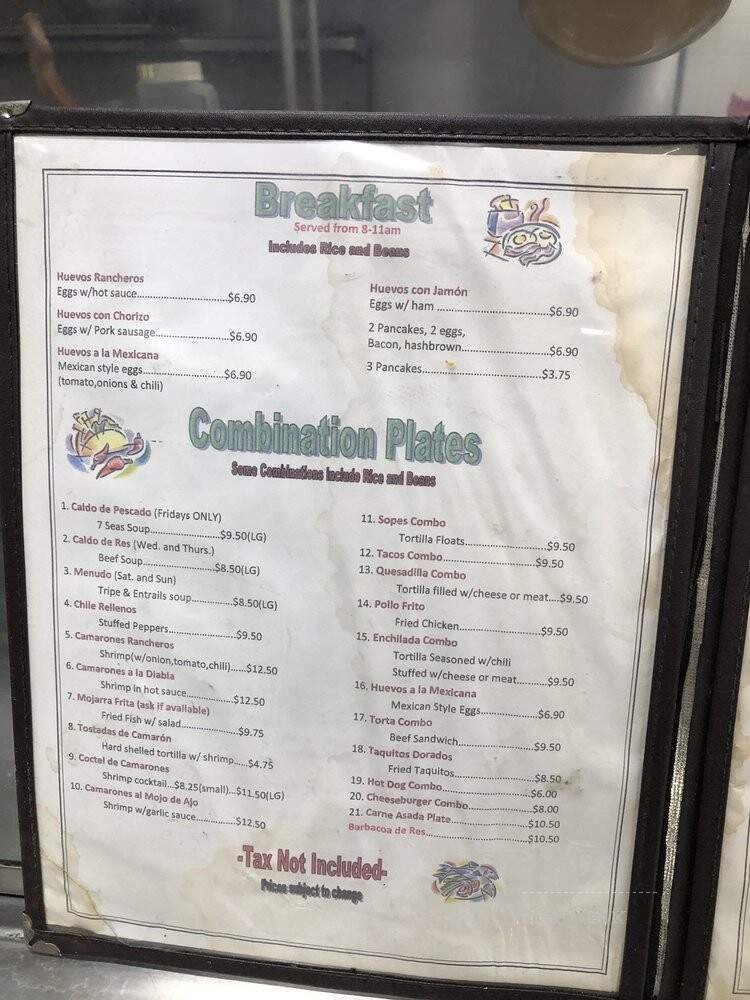 Breakfast
Served from 8-11am
Includes Rice and Beans
Huevos Rancheros
Eggs w/hot sauce..............................$6.90
Huevos con Chorizo
Eggs w/ Pork sausage........................$6.90
Huevos a la Mexicana
Mexican style eggs..........................$6.90
(tomato,onions & chili)
Huevos con Jamón
Eggs w/ ham ....................................$6.90
2 Pancakes, 2 eggs,
Bacon, hashbrown............................$6.90
3 Pancakes.......................................$3.75
Combination Plates
Some Combinations Include Rice and Beans
1. Caldo de Pescado (Fridays ONLY)
7 Seas Soup......................$9.50(LG)
2. Caldo de Res (Wed. and Thurs.)
Beef Soup........................$8.50(LG)
3. Menudo (Sat. and Sun)
Tripe & Entrails soup............$8.50(LG)
4. Chile Rellenos
Stuffed Peppers.....................$9.50
5. Camarones Rancheros
Shrimp(w/onion,tomato,chili)......$12.50
6. Camarones a la Diabla
Shrimp in hot sauce................$12.50
7. Mojarra Frita (ask if available)
Fried Fish w/ salad..................$9.75
8. Tostadas de Camarón
Hard shelled tortilla w/ shrimp.....$4.75
9. Coctel de Camarones
Shrimp cocktail...$8.25(small)...$11.50(LG)
10. Camarones al Mojo de Ajo
Shrimp w/garlic sauce.............$12.50
11. Sopes Combo
Tortilla Floats...........................$9.50
12. Tacos Combo..............................$9.50
13. Quesadilla Combo
Tortilla filled w/cheese or meat....$9.50
14. Pollo Frito
Fried Chicken...........................$9.50
15. Enchilada Combo
Tortilla Seasoned w/chili
Stuffed w/cheese or meat.........$9.50
16. Huevos a la Mexicana
Mexican Style Eggs...................$6.90
17. Torta Combo
Beef Sandwich.........................$9.50
18. Taquitos Dorados
Fried Taquitos..........................$8.50
19. Hot Dog Combo.............................$6.00
20. Cheeseburger Combo....................$8.00
21. Carne Asada Plate..........................$10.50
Barbacoa de Res..................................$10.50
-Tax Not Included-
Prices subject to change